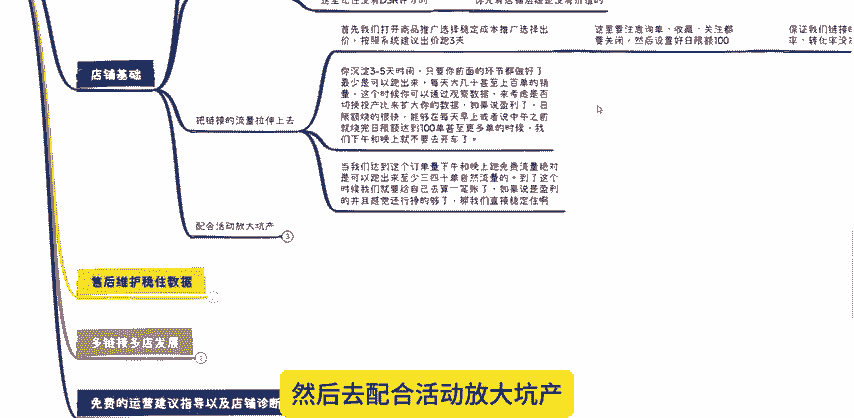 首先我们打开商品推广选择稳定成本推广选择出
价，按照系统建议出价跑3天
这里要注意询单、收藏、关注都
要关闭，然后设置好日限额100
保证我们链接的
率，转化率没
店铺基础
你沉淀3-5天时间，只要你前面的环节都做好了
最少是可以跑出来，每天大几十甚至上百单的销
量。这个时候你可以通过观察数据，来考虑是否
切换投产比来扩大你的数据，如果说盈利了，日
限额烧的很快，能够在每天早上或者说中午之前
就烧完日限额达到100单甚至更多单的时候，我
们下午和晚上就不要去开车了。
把链接的流量拉伸上去
当我们达到这个订单量下午和晚上跑免费流量绝对
是可以跑出来至少三四十单自然流量的。到了这个
时候我们就要给自己去算一笔账了，如果说是盈利
的并且感觉还行挣的够了，那我们直接稳定住啊
配合活动放大坑产
3
售后维护稳住数据
多链接多店发展
免费的运营建议指导以及店铺诊断
然后去配合活动放大坑产